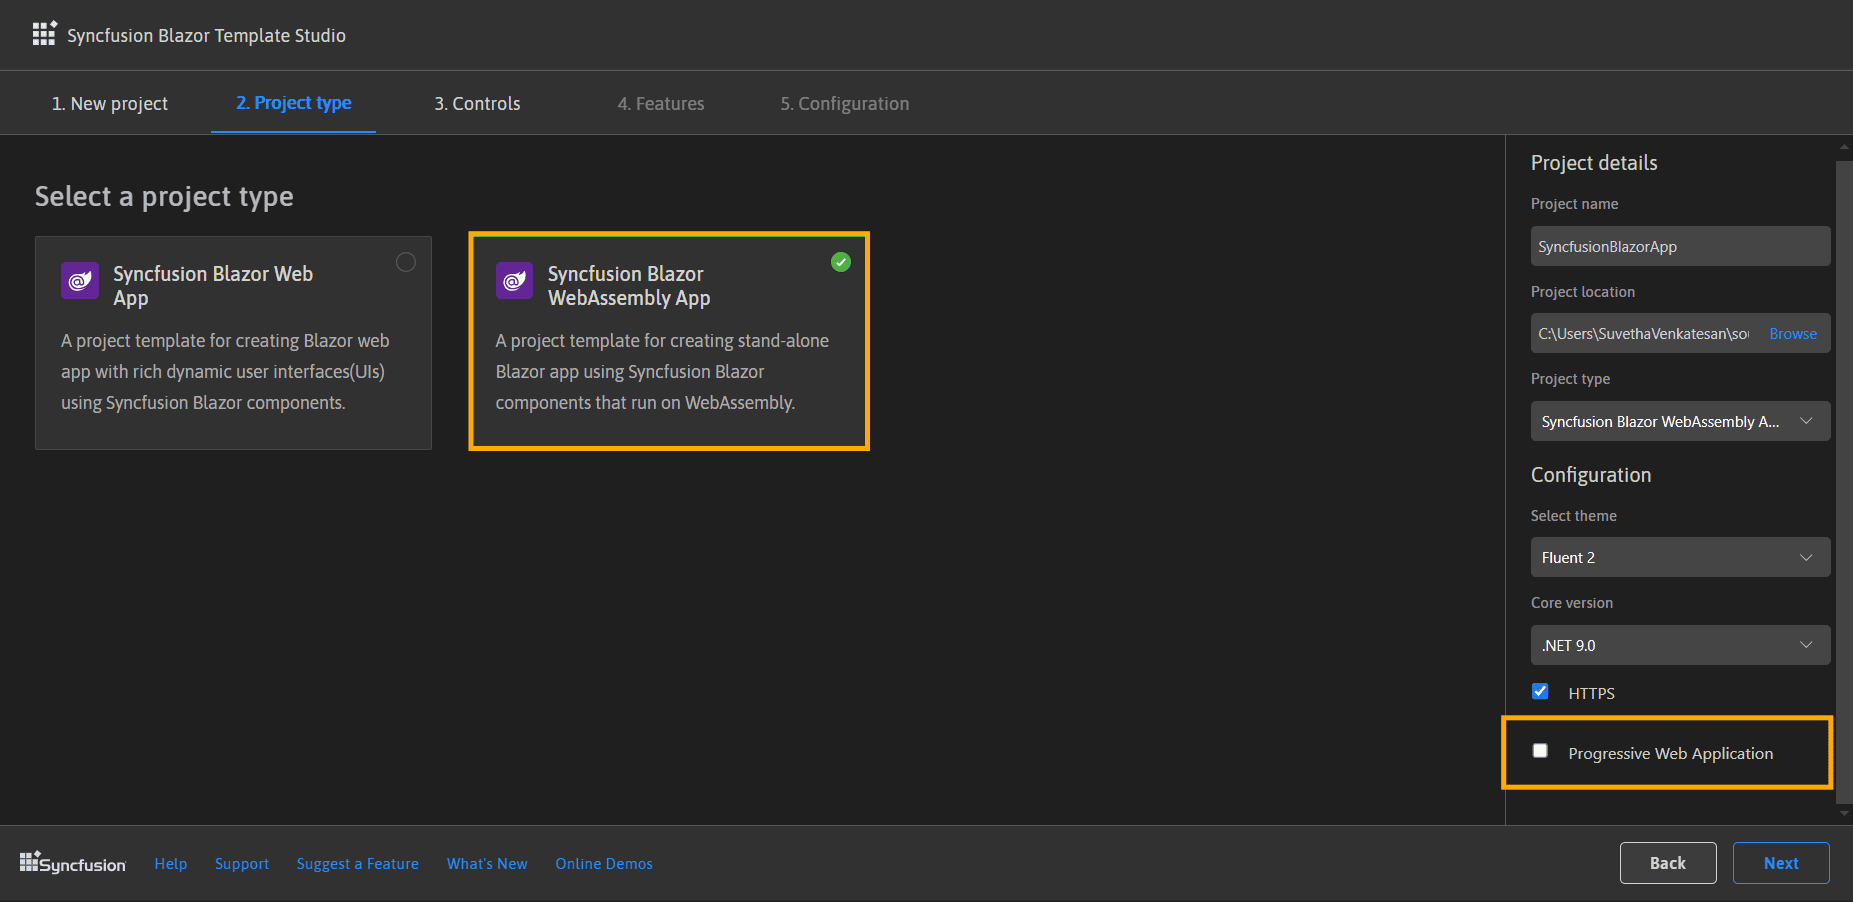 Syncfusion Blazor Template Studio
1. New project
2. Project type
3. Controls
4. Features
5. Configuration
Select a project type
Syncfusion Blazor Web
App
A project template for creating Blazor web
app with rich dynamic user interfaces(UIs)
using Syncfusion Blazor components.
Syncfusion Blazor
WebAssembly App
A project template for creating stand-alone
Blazor app using Syncfusion Blazor
components that run on WebAssembly.
Project details
Project name
SyncfusionBlazorApp
Project location
C:\Users\SuvethaVenkatesan\sou Browse
Project type
Syncfusion Blazor WebAssembly A...
Configuration
Select theme
Fluent 2
Core version
.NET 9.0
HTTPS
Progressive Web Application
Syncfusion
Help
Support
Suggest a Feature
What's New
Online Demos
Back
Next